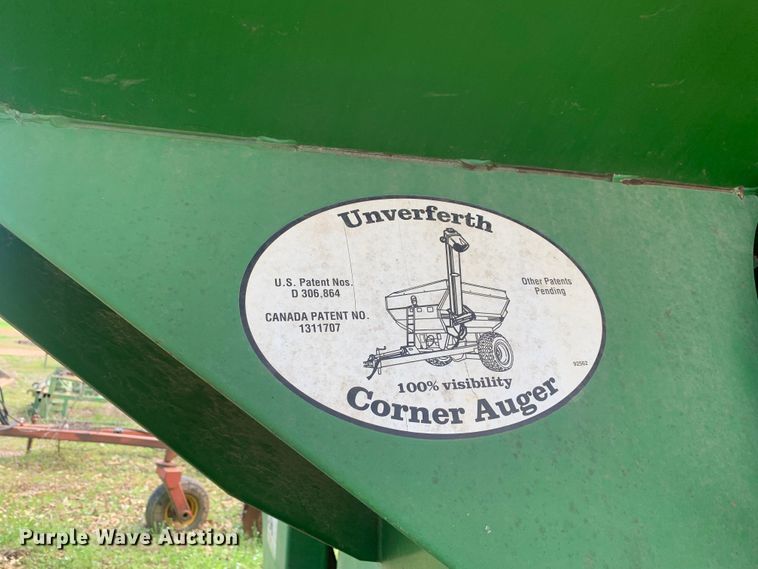 Unverferth
U.S. Patent Nos.
D 306,864
CANADA PATENT NO.
1311707
Other Patents
Pending
92562
100% visibility
Corner Auger
Purple Wave Auction